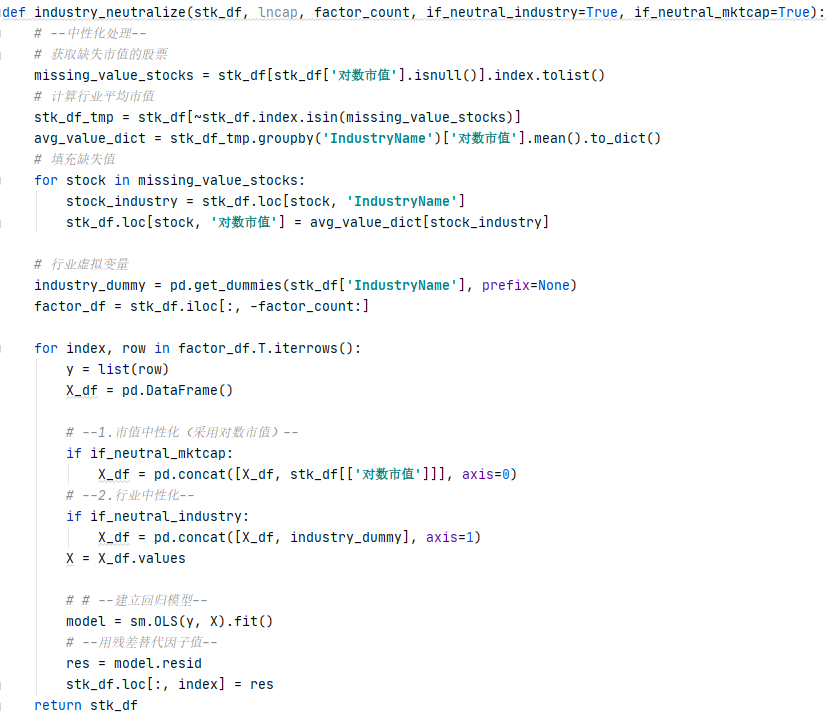 def industry_neutralize(stk_df, lncap, factor_count, if_neutral_industry=True, if_neutral_mktcap=True):
    # --中性化处理--
    # 获取缺失市值的股票
    missing_value_stocks = stk_df[stk_df['对数市值'].isnull()].index.tolist()
    # 计算行业平均市值
    stk_df_tmp = stk_df[~stk_df.index.isin(missing_value_stocks)]
    avg_value_dict = stk_df_tmp.groupby('IndustryName')['对数市值'].mean().to_dict()
    # 填充缺失值
    for stock in missing_value_stocks:
        stock_industry = stk_df.loc[stock, 'IndustryName']
        stk_df.loc[stock, '对数市值'] = avg_value_dict[stock_industry]

    # 行业虚拟变量
    industry_dummy = pd.get_dummies(stk_df['IndustryName'], prefix=None)
    factor_df = stk_df.iloc[:, -factor_count:]

    for index, row in factor_df.T.iterrows():
        y = list(row)
        X_df = pd.DataFrame()

        # --1.市值中性化（采用对数市值）--
        if if_neutral_mktcap:
            X_df = pd.concat([X_df, stk_df[['对数市值']]], axis=0)
        # --2.行业中性化--
        if if_neutral_industry:
            X_df = pd.concat([X_df, industry_dummy], axis=1)
        X = X_df.values

        # # --建立回归模型--
        model = sm.OLS(y, X).fit()
        # --用残差替代因子值--
        res = model.resid
        stk_df.loc[:, index] = res
    return stk_df